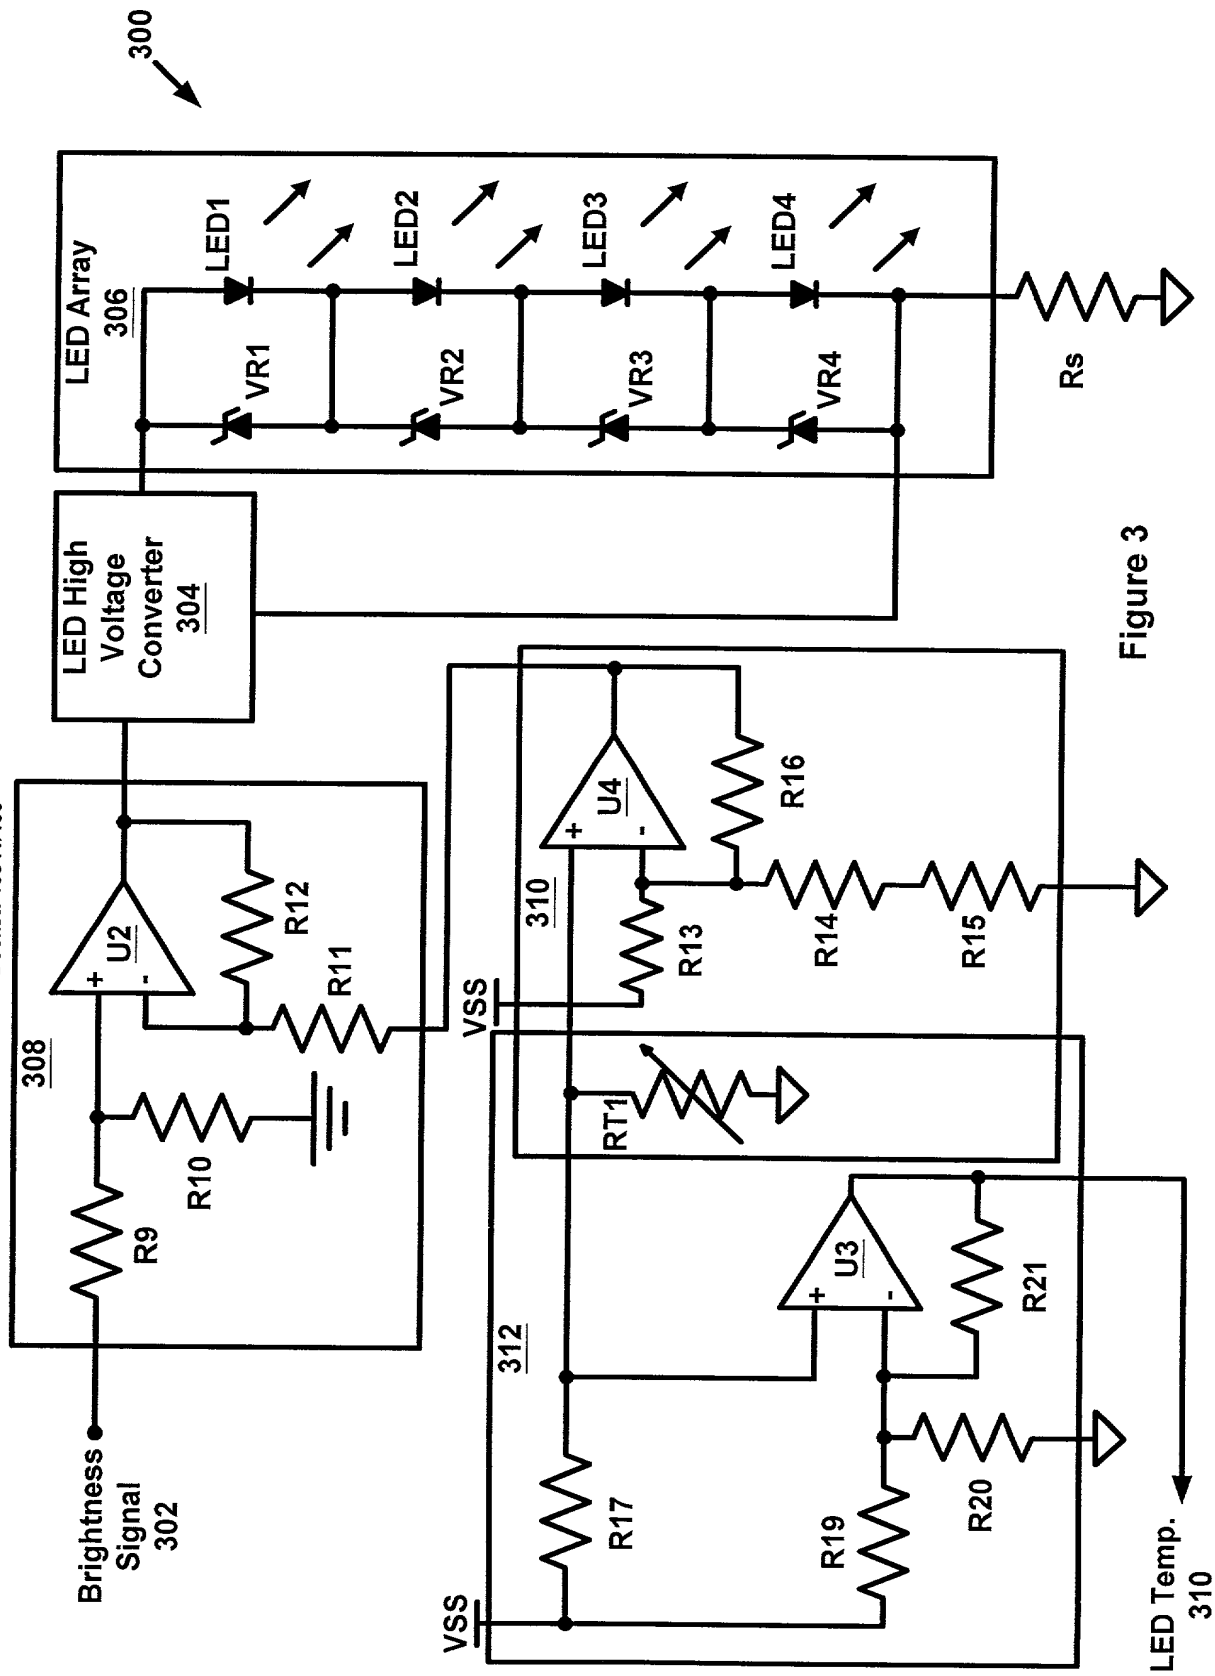 300
LED Array
306
LED1
LED2
LED3
LED4
VR1
VR2
VR3
VR4
Rs
LED High
Voltage
Converter
304
308
U2
+
-
R12
R11
R10
R9
Brightness
Signal
302
310
U4
+
-
R16
R13
R14
R15
VSS
RT1
312
U3
+
-
R21
R17
R19
R20
VSS
LED Temp.
310
Figure 3